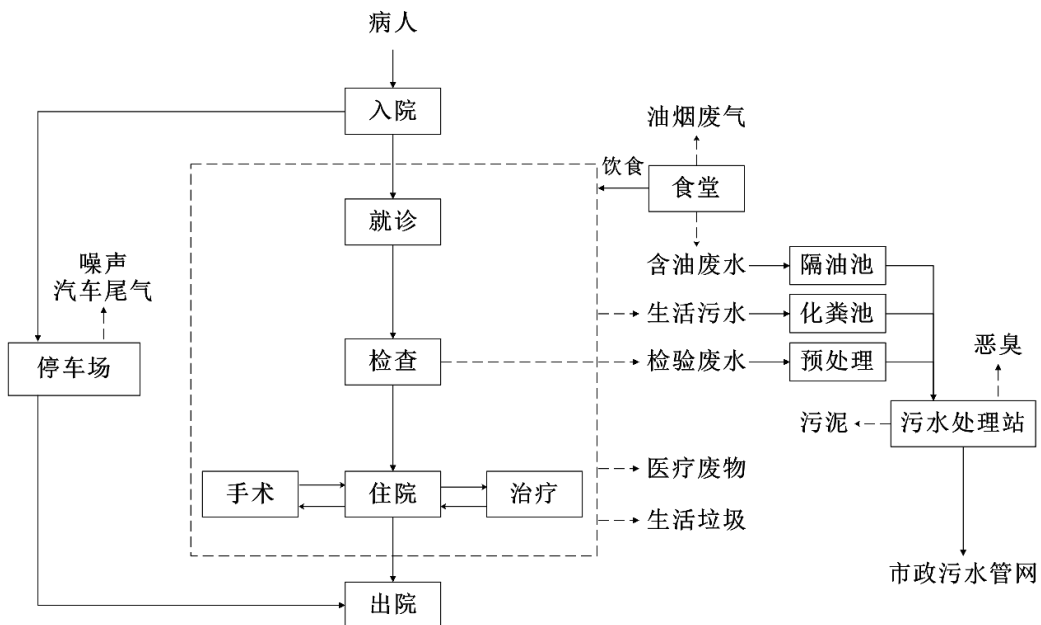 病人
入院
油烟废气
饮食
食堂
就诊
噪声
汽车尾气
含油废水
隔油池
生活污水
化粪池
停车场
检查
检验废水
预处理
恶臭
污泥
污水处理站
医疗废物
手术
住院
治疗
生活垃圾
市政污水管网
出院